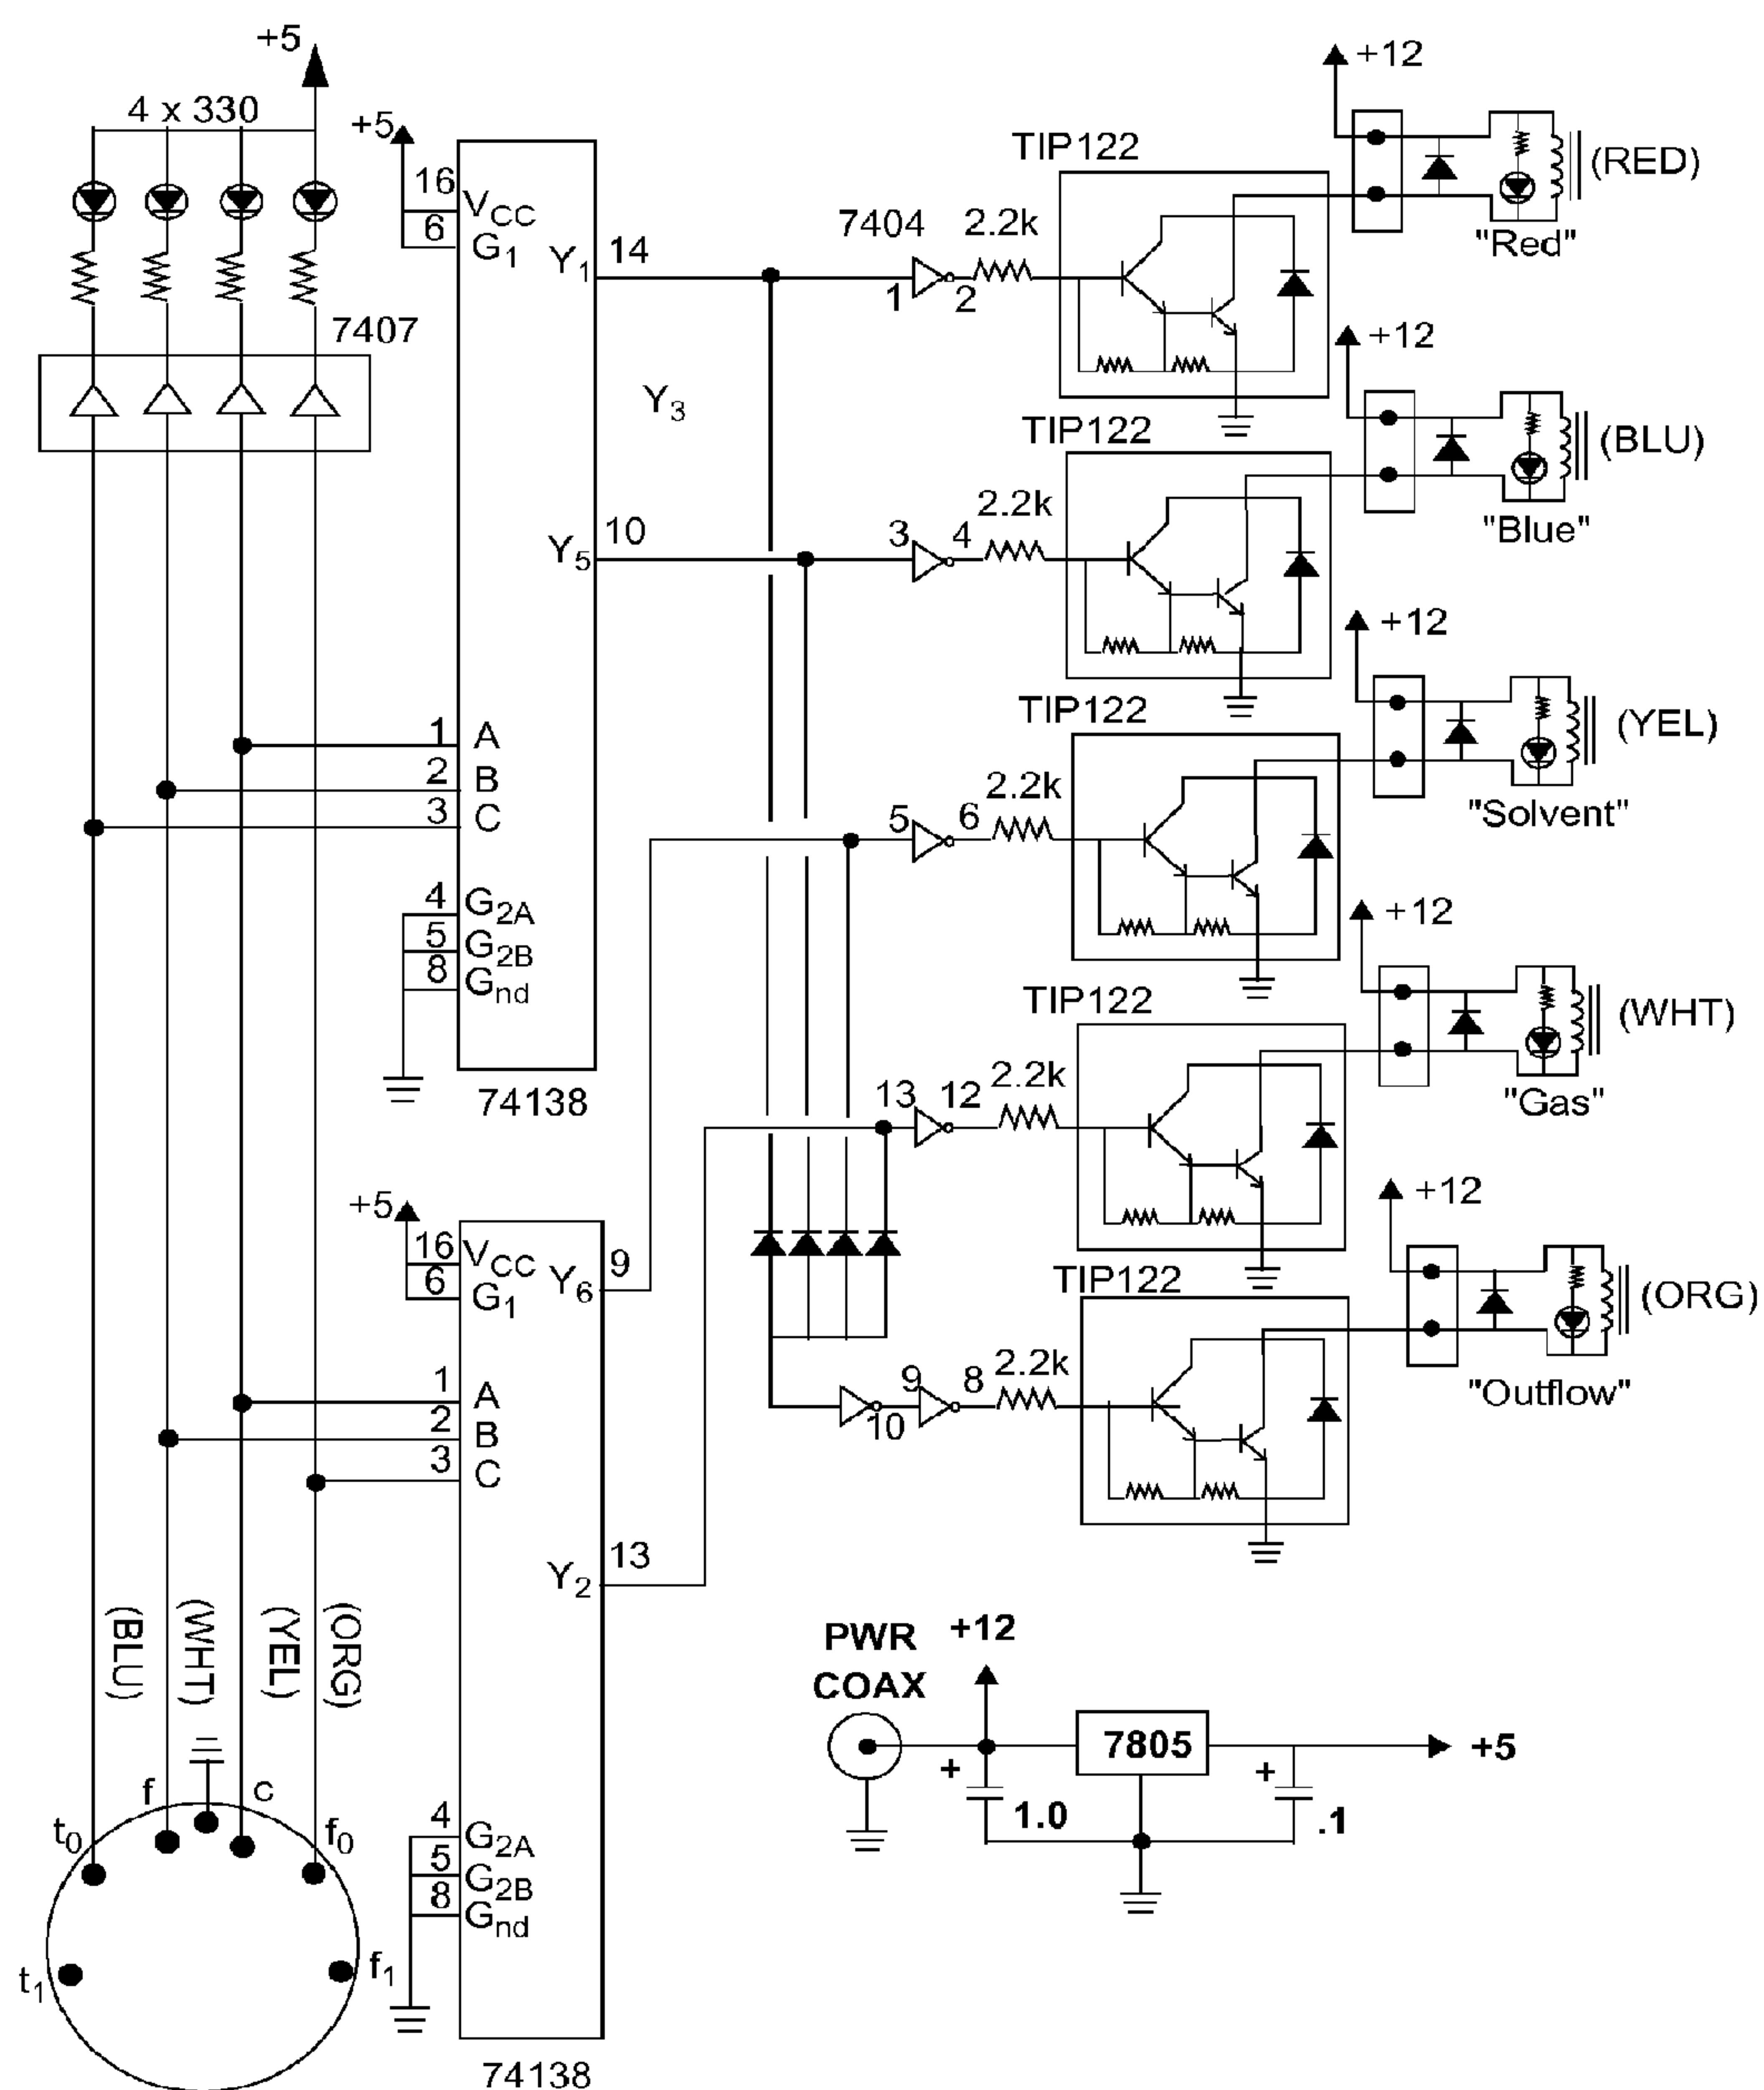 +5
4 x 330
7407
+5
16
VCC
6
G1
Y1
14
Y3
Y5
10
1
A
2
B
3
C
4
G2A
5
G2B
8
Gnd
74138
7404
1
2
2.2k
TIP122
+12
(RED)
"Red"
3
4
2.2k
TIP122
+12
(BLU)
"Blue"
5
6
2.2k
TIP122
+12
(YEL)
"Solvent"
13
12
2.2k
TIP122
+12
(WHT)
"Gas"
10
9
8
2.2k
TIP122
+12
(ORG)
"Outflow"
+5
16
VCC
6
G1
Y6
9
1
A
2
B
3
C
Y2
13
4
G2A
5
G2B
8
Gnd
74138
(BLU)
(WHT)
(YEL)
(ORG)
t0
f
c
f0
t1
f1
PWR
COAX
+12
+
1.0
7805
+
.1
+5